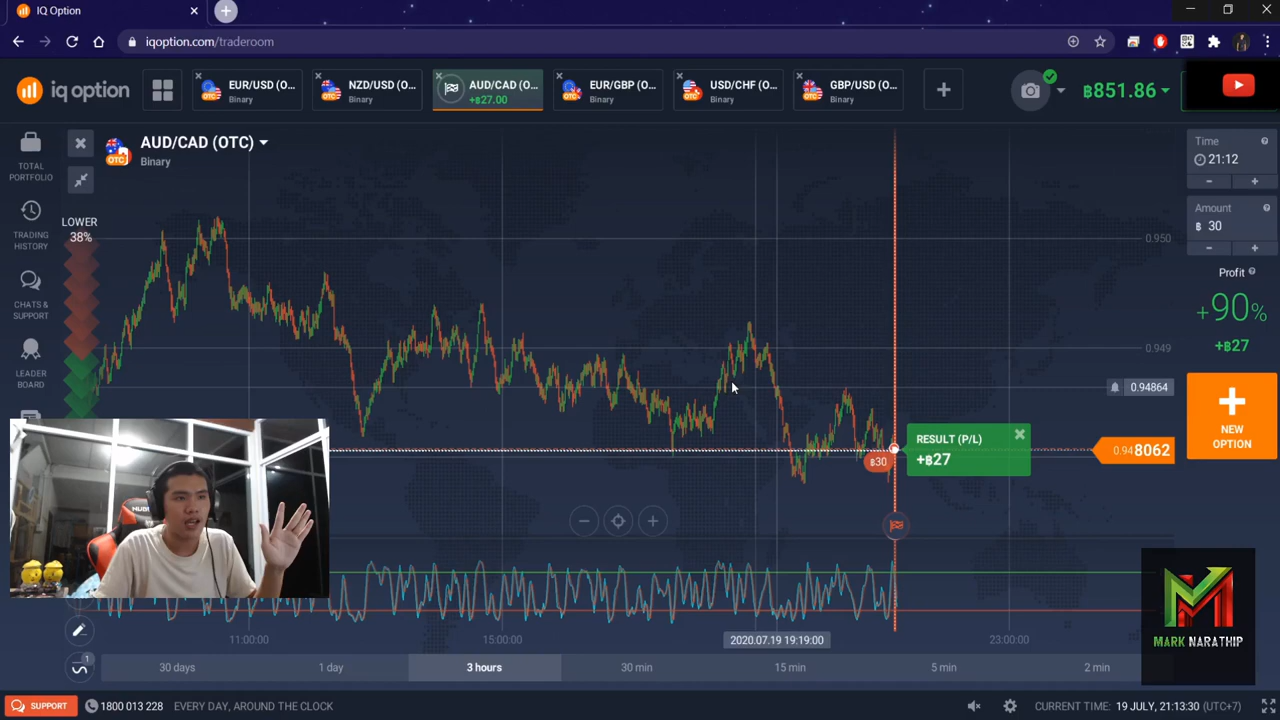 IQ Option
iqoption.com/traderoom
iq option
EUR/USD (O...
Binary
NZD/USD (O...
Binary
AUD/CAD (O...
+฿27.00
EUR/GBP (O...
Binary
USD/CHF (O...
Binary
GBP/USD (O...
Binary
฿851.86
TOTAL
PORTFOLIO
TRADING
HISTORY
CHATS &
SUPPORT
LEADER
BOARD
AUD/CAD (OTC)
OTC
Binary
LOWER
38%
Time
21:12
Amount
฿ 30
Profit
+90%
+฿27
NEW
OPTION
0.950
0.949
0.94864
0.948062
RESULT (P/L)
+฿27
฿30
11:00:00
15:00:00
2020.07.19 19:19:00
23:00:00
30 days
1 day
3 hours
30 min
15 min
5 min
2 min
1
MARK NARATHIP
SUPPORT
1800 013 228
EVERY DAY, AROUND THE CLOCK
CURRENT TIME: 19 JULY, 21:13:30 (UTC+7)